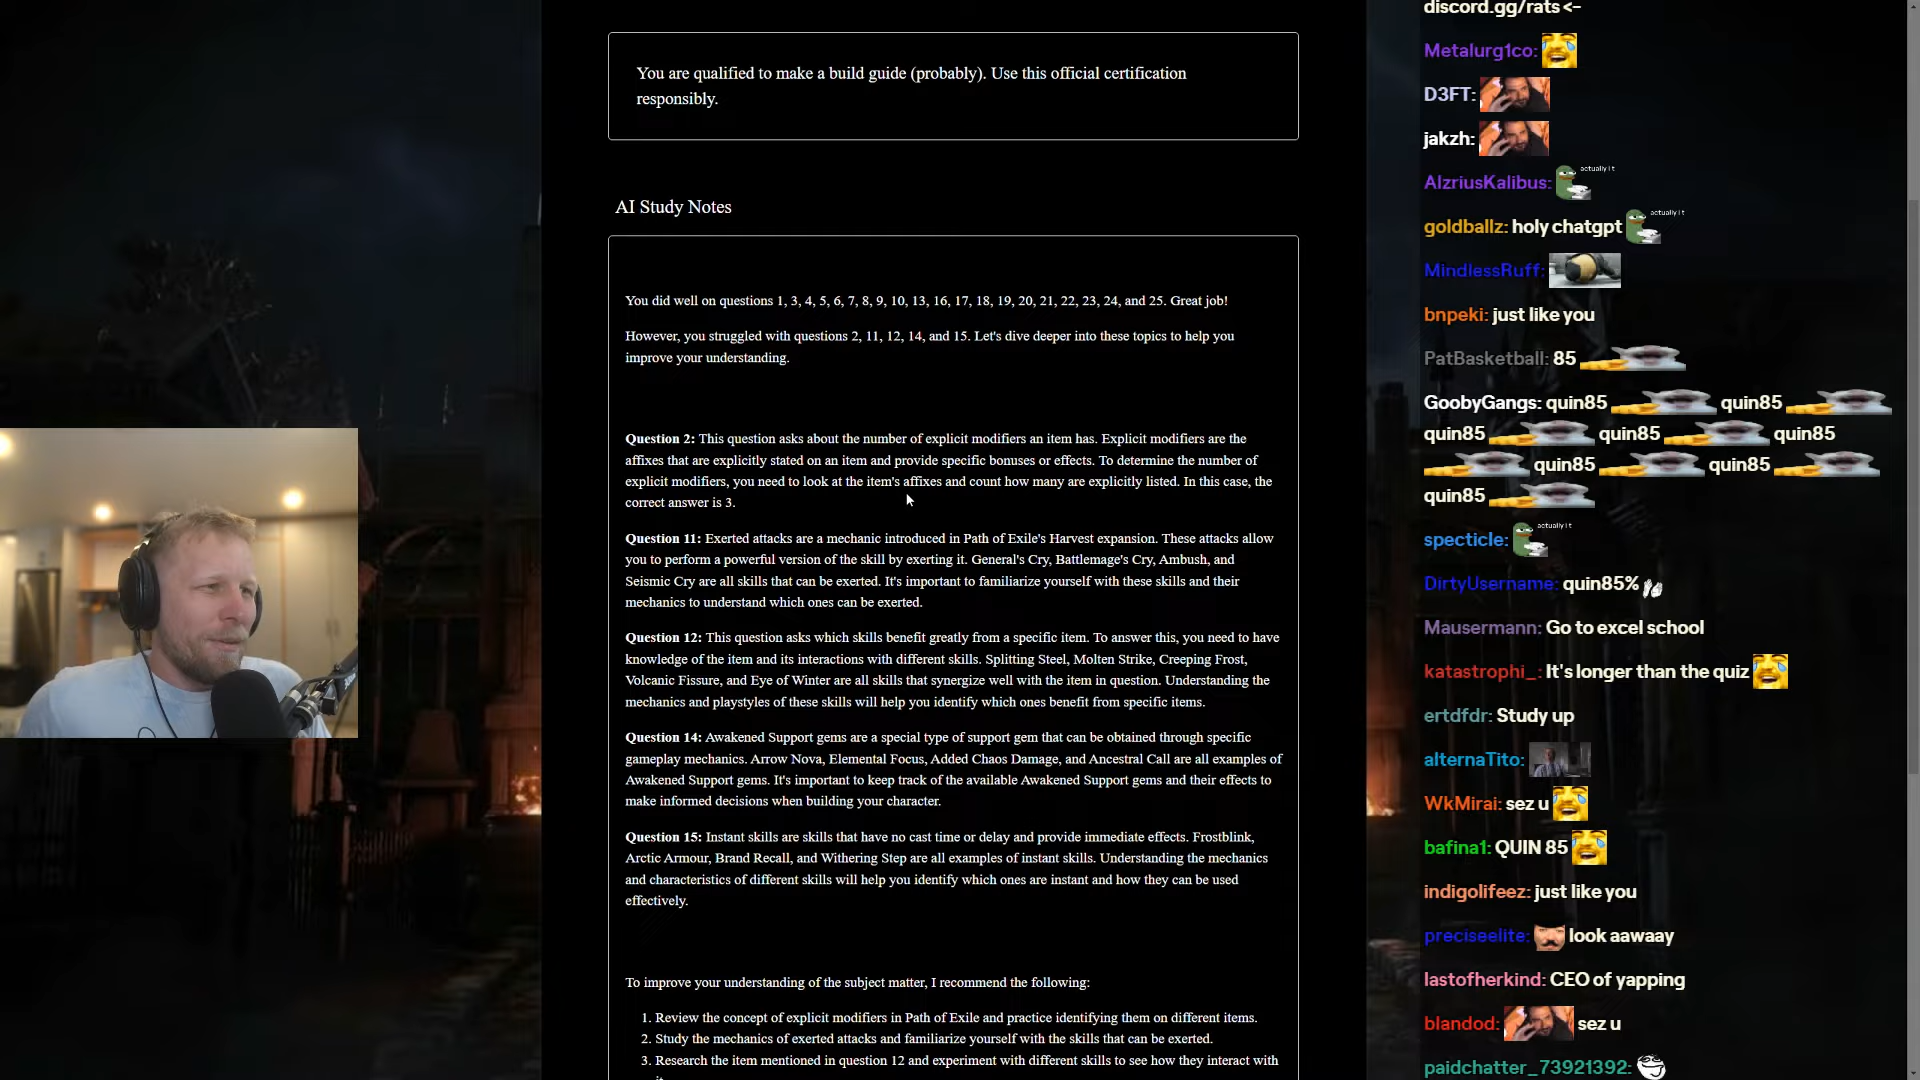 You are qualified to make a build guide (probably). Use this official certification
responsibly.
AI Study Notes
You did well on questions 1, 3, 4, 5, 6, 7, 8, 9, 10, 13, 16, 17, 18, 19, 20, 21, 22, 23, 24, and 25. Great job!
However, you struggled with questions 2, 11, 12, 14, and 15. Let's dive deeper into these topics to help you
improve your understanding.
Question 2: This question asks about the number of explicit modifiers an item has. Explicit modifiers are the
affixes that are explicitly stated on an item and provide specific bonuses or effects. To determine the number of
explicit modifiers, you need to look at the item's affixes and count how many are explicitly listed. In this case, the
correct answer is 3.
Question 11: Exerted attacks are a mechanic introduced in Path of Exile's Harvest expansion. These attacks allow
you to perform a powerful version of the skill by exerting it. General's Cry, Battlemage's Cry, Ambush, and
Seismic Cry are all skills that can be exerted. It's important to familiarize yourself with these skills and their
mechanics to understand which ones can be exerted.
Question 12: This question asks which skills benefit greatly from a specific item. To answer this, you need to have
knowledge of the item and its interactions with different skills. Splitting Steel, Molten Strike, Creeping Frost,
Volcanic Fissure, and Eye of Winter are all skills that synergize well with the item in question. Understanding the
mechanics and playstyles of these skills will help you identify which ones benefit from specific items.
Question 14: Awakened Support gems are a special type of support gem that can be obtained through specific
gameplay mechanics. Arrow Nova, Elemental Focus, Added Chaos Damage, and Ancestral Call are all examples of
Awakened Support gems. It's important to keep track of the available Awakened Support gems and their effects to
make informed decisions when building your character.
Question 15: Instant skills are skills that have no cast time or delay and provide immediate effects. Frostblink,
Arctic Armour, Brand Recall, and Withering Step are all examples of instant skills. Understanding the mechanics
and characteristics of different skills will help you identify which ones are instant and how they can be used
effectively.
To improve your understanding of the subject matter, I recommend the following:
1. Review the concept of explicit modifiers in Path of Exile and practice identifying them on different items.
2. Study the mechanics of exerted attacks and familiarize yourself with the skills that can be exerted.
3. Research the item mentioned in question 12 and experiment with different skills to see how they interact with
discord.gg/rats <-
Metalurg1co:
D3FT:
jakzh:
AlzriusKalibus: actually it
goldballz: holy chatgpt actually it
MindlessRuff:
bnpeki: just like you
PatBasketball: 85
GoobyGangs: quin85 quin85
quin85 quin85 quin85
quin85 quin85
quin85
specticle: actually it
DirtyUsername: quin85%
Mausermann: Go to excel school
katastrophi_: It's longer than the quiz
ertdfdr: Study up
alternaTito:
WkMirai: sez u
bafina1: QUIN 85
indigolifeez: just like you
preciseelite: look aawaay
lastofherkind: CEO of yapping
blandod: sez u
paidchatter_73921392: